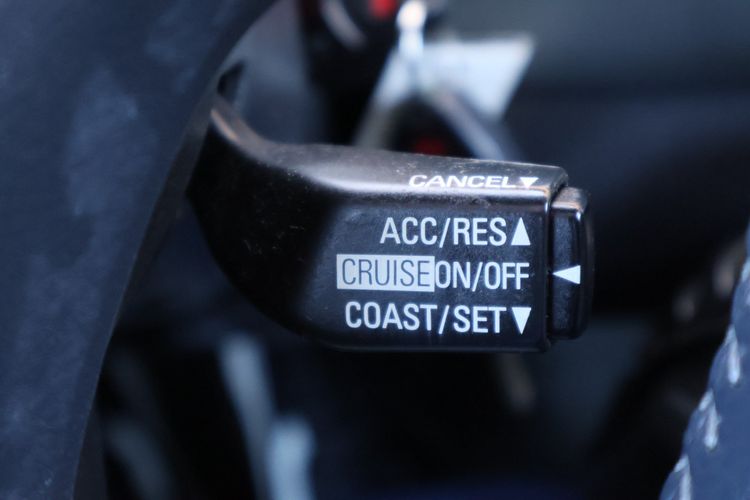 CANCEL▼
ACC/RES▲
CRUISE ON/OFF ◀
COAST/SET▼